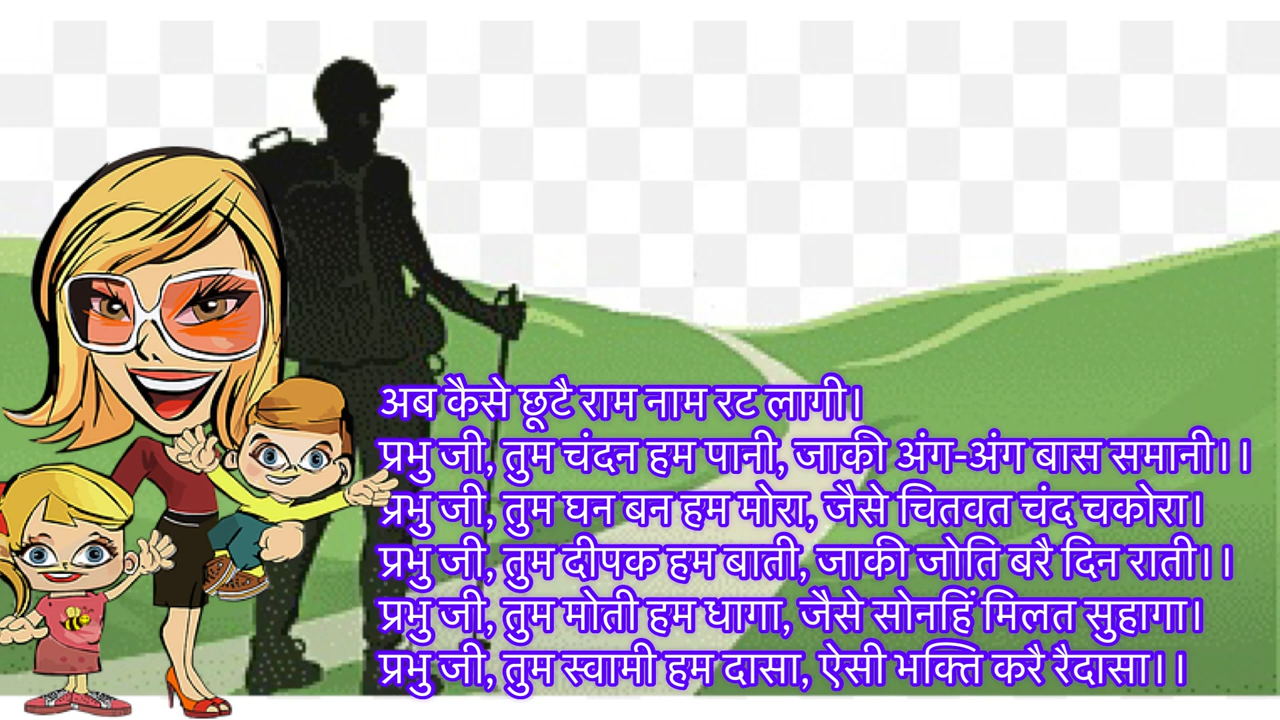 अब कैसे छूटै राम नाम रट लागी।
प्रभु जी, तुम चंदन हम पानी, जाकी अंग-अंग बास समानी।।
प्रभु जी, तुम घन बन हम मोरा, जैसे चितवत चंद चकोरा।
प्रभु जी, तुम दीपक हम बाती, जाकी जोति बरै दिन राती।।
प्रभु जी, तुम मोती हम धागा, जैसे सोनहिं मिलत सुहागा।
प्रभु जी, तुम स्वामी हम दासा, ऐसी भक्ति करै रैदासा।।